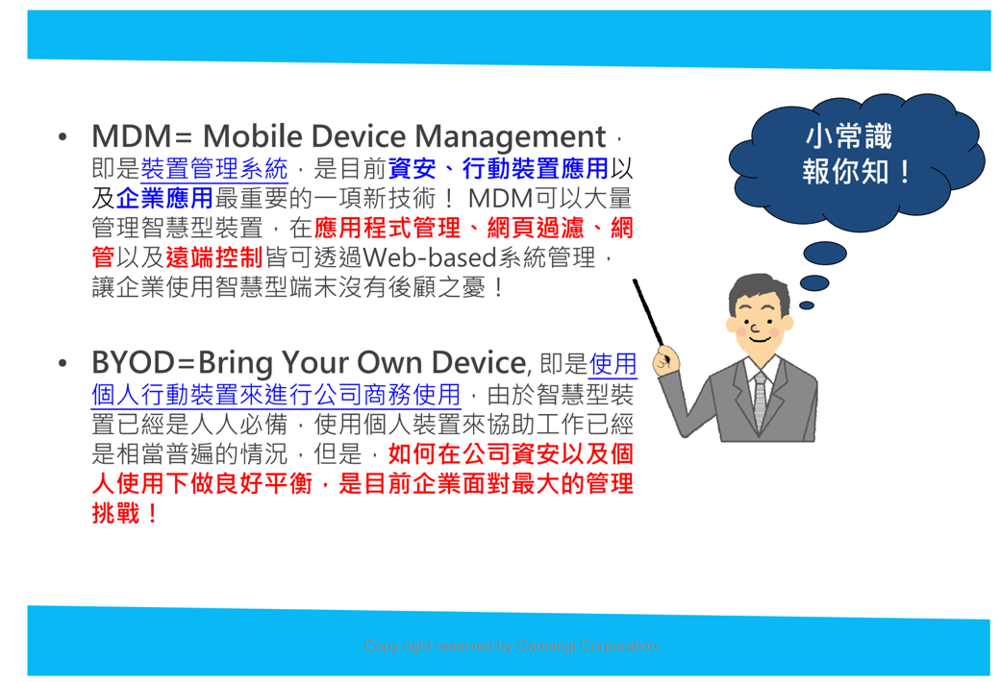 • MDM= Mobile Device Management，
即是裝置管理系統，是目前資安、行動裝置應用以
及企業應用最重要的一項新技術！ MDM可以大量
管理智慧型裝置，在應用程式管理、網頁過濾、網
管以及遠端控制皆可透過Web-based系統管理，
讓企業使用智慧型端末沒有後顧之憂！
• BYOD=Bring Your Own Device, 即是使用
個人行動裝置來進行公司商務使用，由於智慧型裝
置已經是人人必備，使用個人裝置來協助工作已經
是相當普遍的情況，但是，如何在公司資安以及個
人使用下做良好平衡，是目前企業面對最大的管理
挑戰！
小常識
報你知！
Copy right reserved by Camangi Corporation.